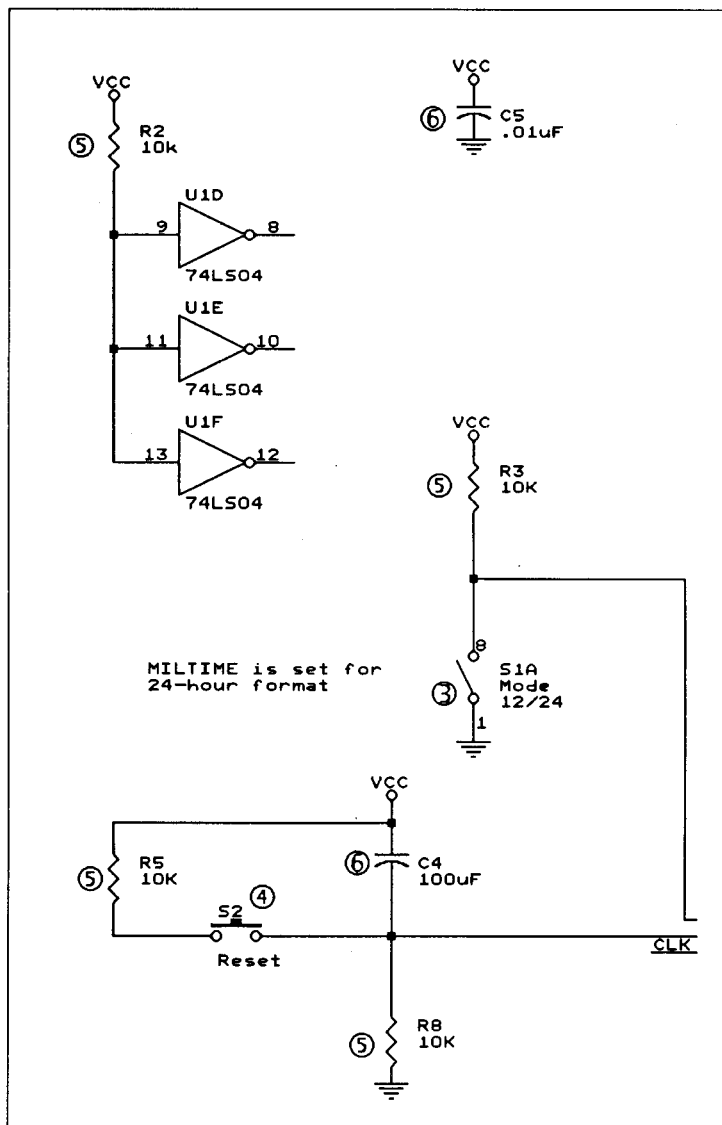 VCC
R2
10k
⑤
VCC
⑥
C5
.01uF
U1D
9
8
74LS04
U1E
11
10
74LS04
U1F
13
12
74LS04
VCC
R3
10K
⑤
MILTIME is set for
24-hour format
8
S1A
Mode
12/24
③
1
VCC
R5
10K
⑤
⑥
C4
100uF
S2
④
Reset
CLK
R8
10K
⑤